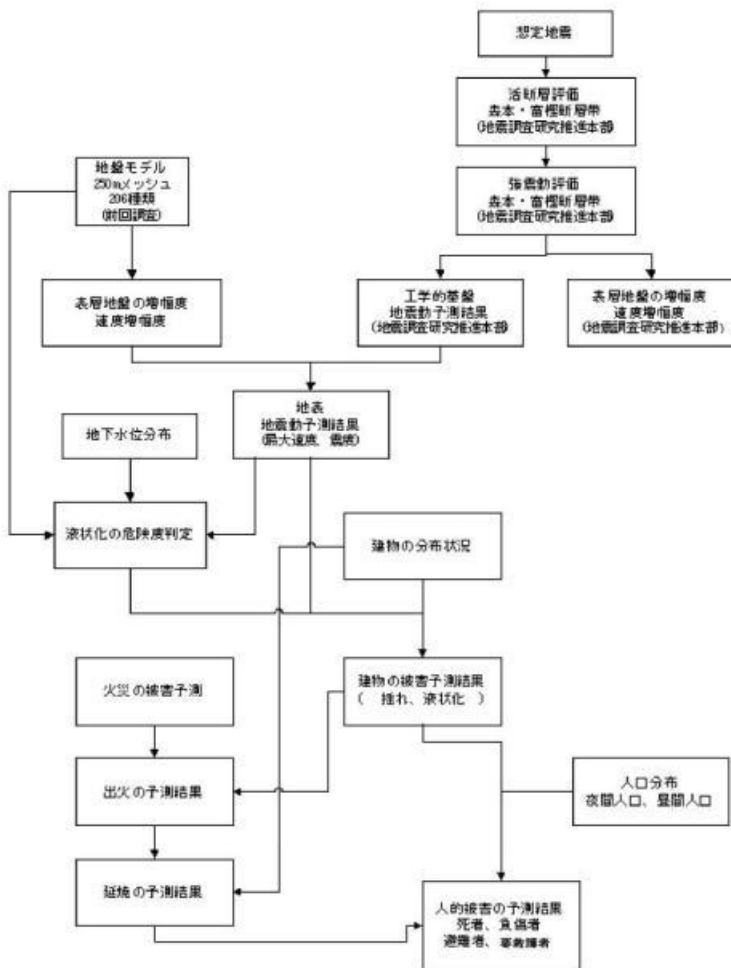 想定地震
活断層評価
森本・富樫断層帯
(地震調査研究推進本部)
地盤モデル
250mメッシュ
206種類
(前回調査)
強震動評価
森本・富樫断層帯
(地震調査研究推進本部)
表層地盤の増幅度
速度増幅度
工学的基盤
地震動予測結果
(地震調査研究推進本部)
表層地盤の増幅度
速度増幅度
(地震調査研究推進本部)
地表
地震動予測結果
(最大速度、震度)
地下水位分布
液状化の危険度判定
建物の分布状況
火災の被害予測
建物の被害予測結果
( 揺れ、液状化 )
出火の予測結果
人口分布
夜間人口、昼間人口
延焼の予測結果
人的被害の予測結果
死者、負傷者
避難者、要救護者